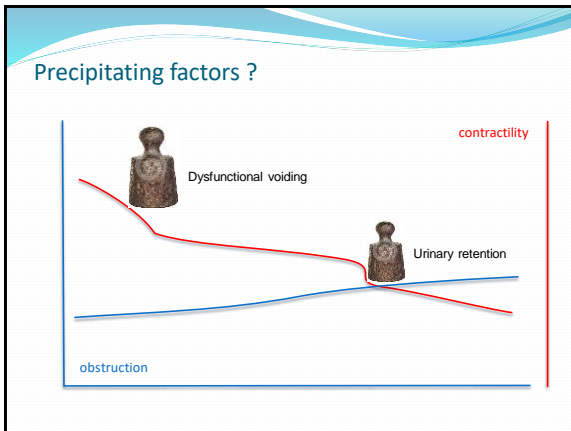 Precipitating factors ?
contractility
Dysfunctional voiding
Urinary retention
obstruction